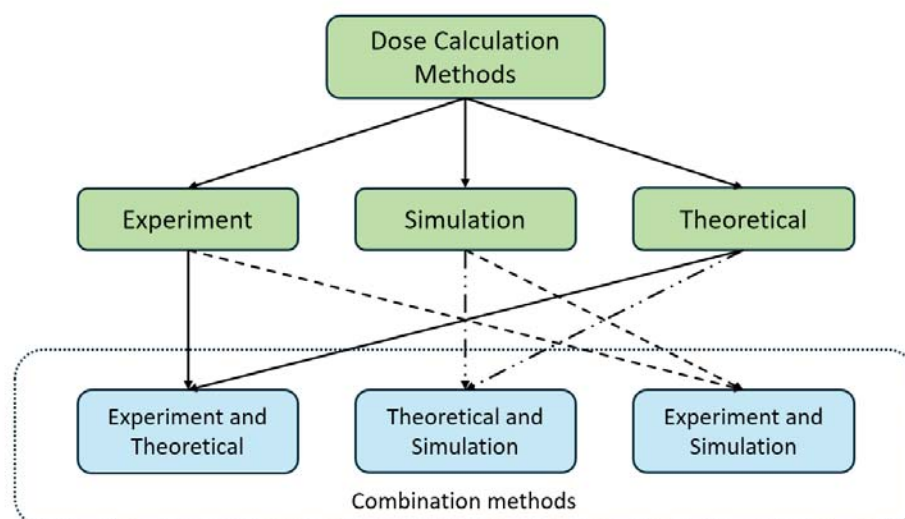 Dose Calculation
Methods
Experiment
Simulation
Theoretical
Experiment and
Theoretical
Theoretical and
Simulation
Experiment and
Simulation
Combination methods